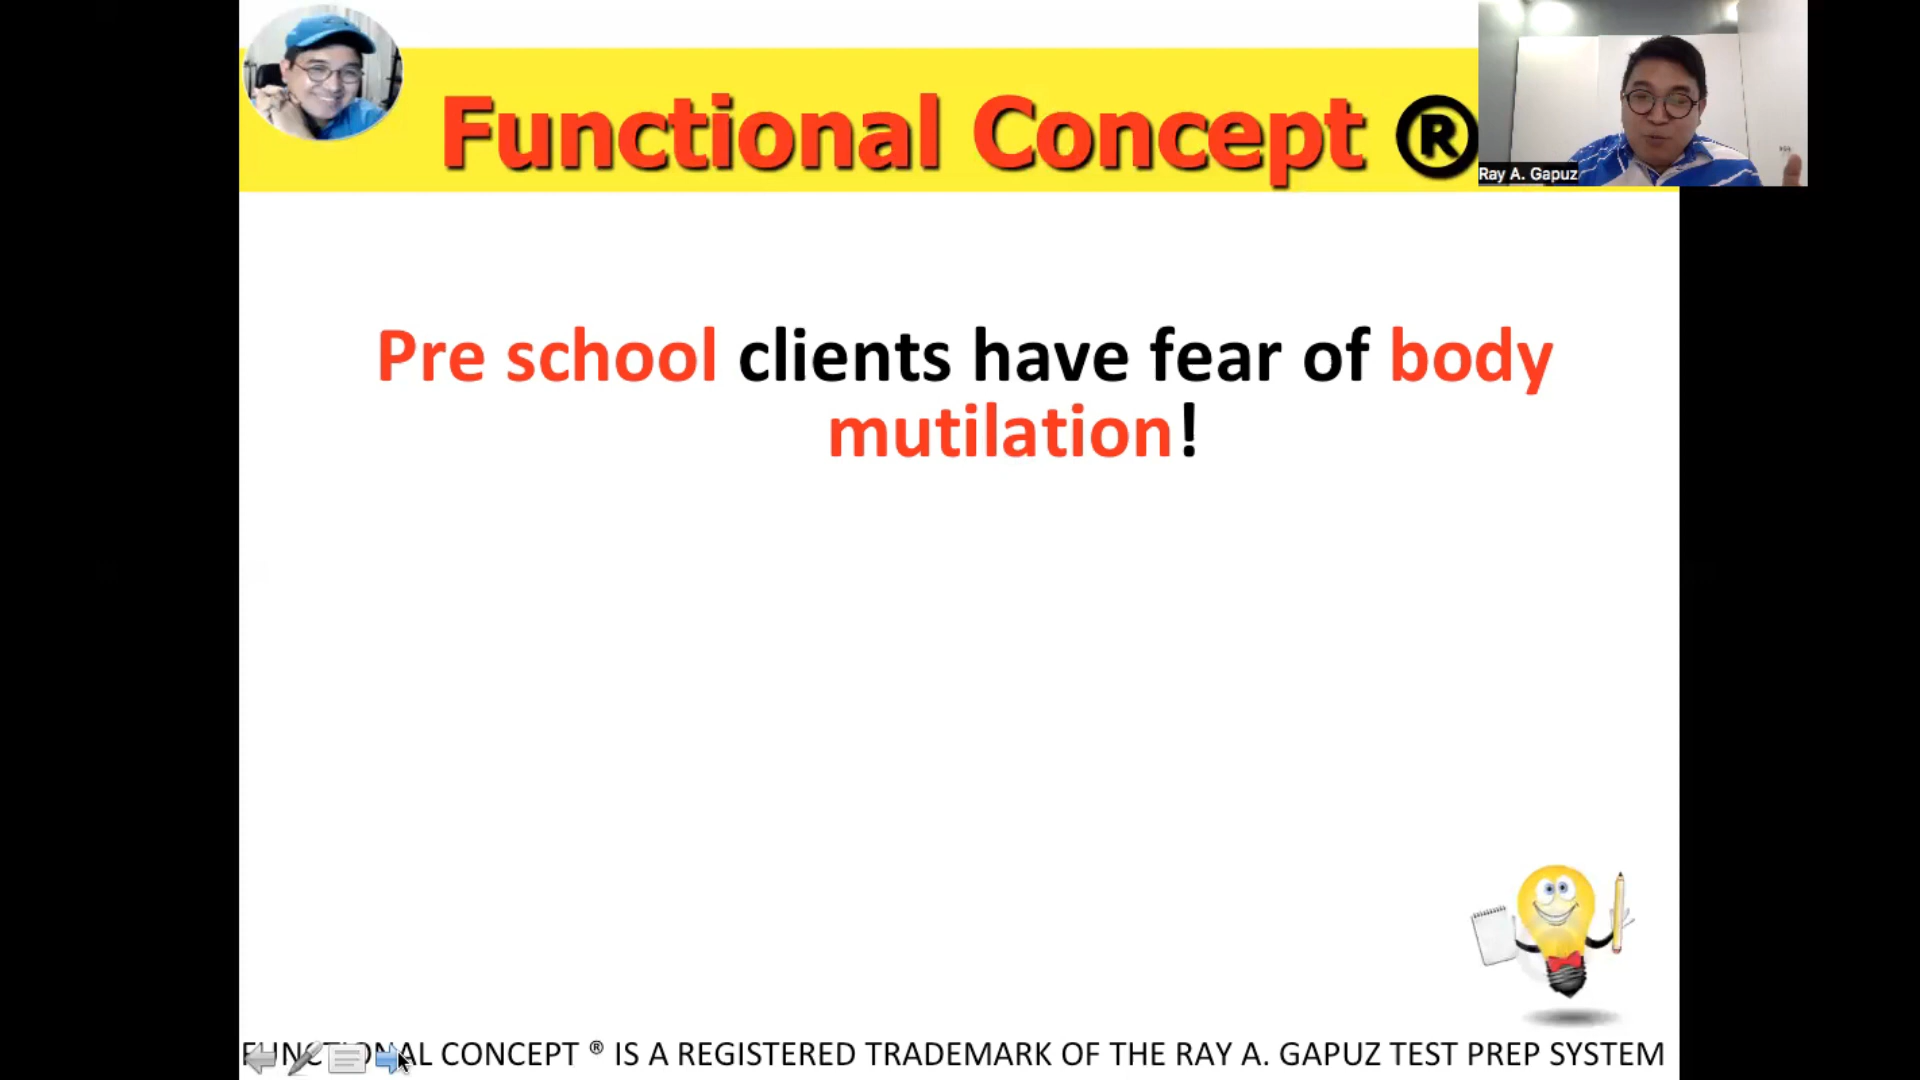 Functional Concept ®
Ray A. Gapuz
Pre school clients have fear of body
mutilation!
FUNCTIONAL CONCEPT ® IS A REGISTERED TRADEMARK OF THE RAY A. GAPUZ TEST PREP SYSTEM